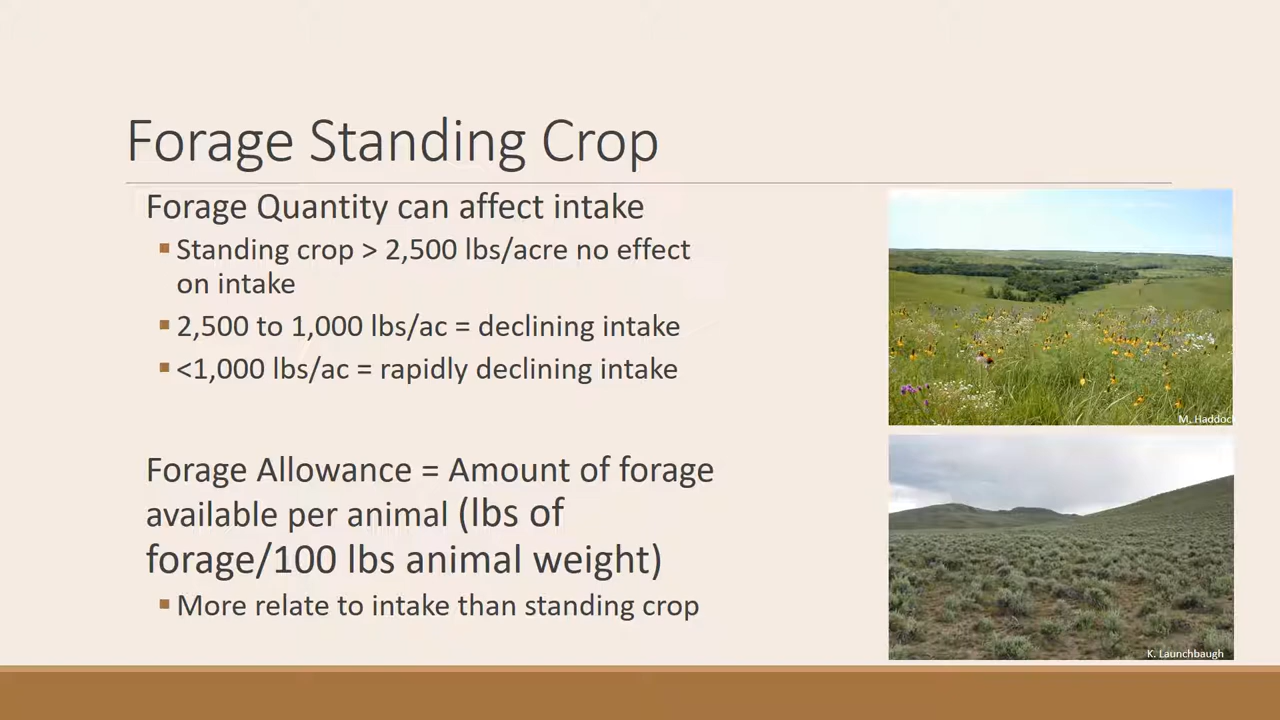 Forage Standing Crop
Forage Quantity can affect intake
Standing crop > 2,500 lbs/acre no effect
on intake
2,500 to 1,000 lbs/ac = declining intake
<1,000 lbs/ac = rapidly declining intake
M. Haddock
Forage Allowance = Amount of forage
available per animal (lbs of
forage/100 lbs animal weight)
More relate to intake than standing crop
K. Launchbaugh